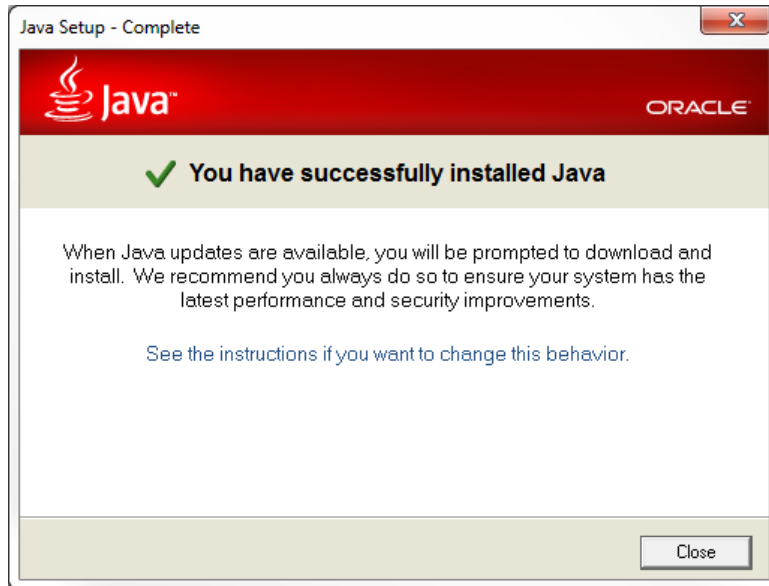 Java Setup - Complete
Java™
ORACLE®
You have successfully installed Java
When Java updates are available, you will be prompted to download and
install. We recommend you always do so to ensure your system has the
latest performance and security improvements.
See the instructions if you want to change this behavior.
Close